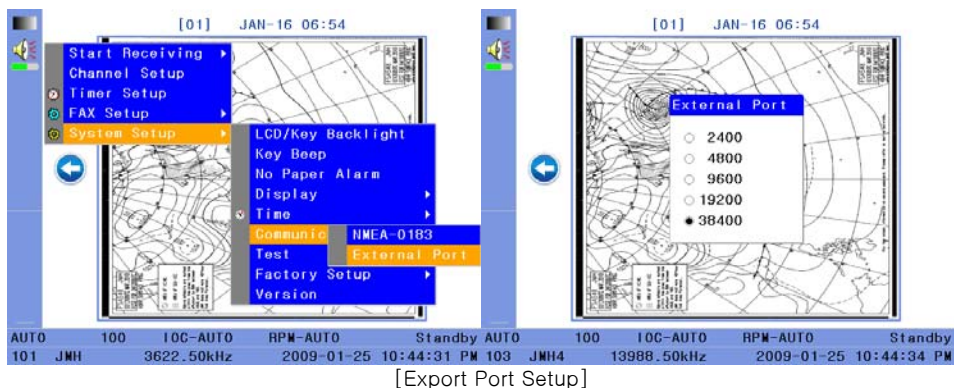 [01] JAN-16 06:54
Start Receiving
Channel Setup
Timer Setup
FAX Setup
System Setup
LCD/Key Backlight
Key Beep
No Paper Alarm
Display
Time
Communic
NMEA-0183
Test
External Port
Factory Setup
Version
AUTO 100 IOC-AUTO RPM-AUTO Standby
101 JMH 3622.50kHz 2009-01-25 10:44:31 PM
[01] JAN-16 06:54
External Port
2400
4800
9600
19200
38400
AUTO 100 IOC-AUTO RPM-AUTO Standby
103 JMH4 13988.50kHz 2009-01-25 10:44:34 PM
[Export Port Setup]